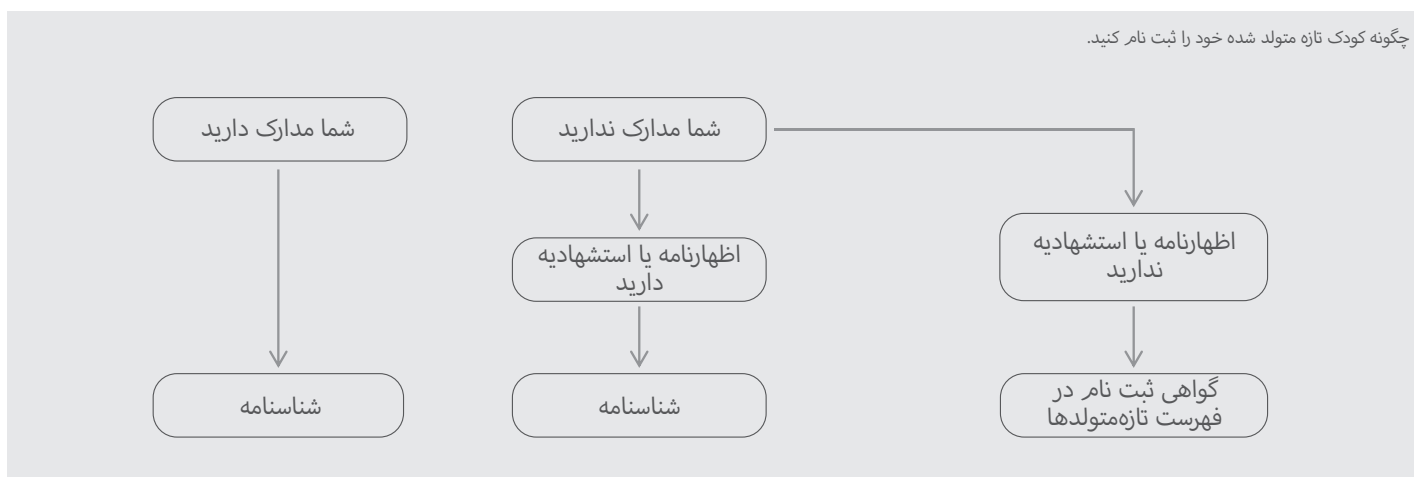 چگونه کودک تازه متولد شده خود را ثبت نام کنید.
شما مدارک دارید
شما مدارک ندارید
اظهارنامه یا استشهادیه
ندارید
اظهارنامه یا استشهادیه
دارید
گواهی ثبت نام در
فهرست تازه‌متولدها
شناسنامه
شناسنامه